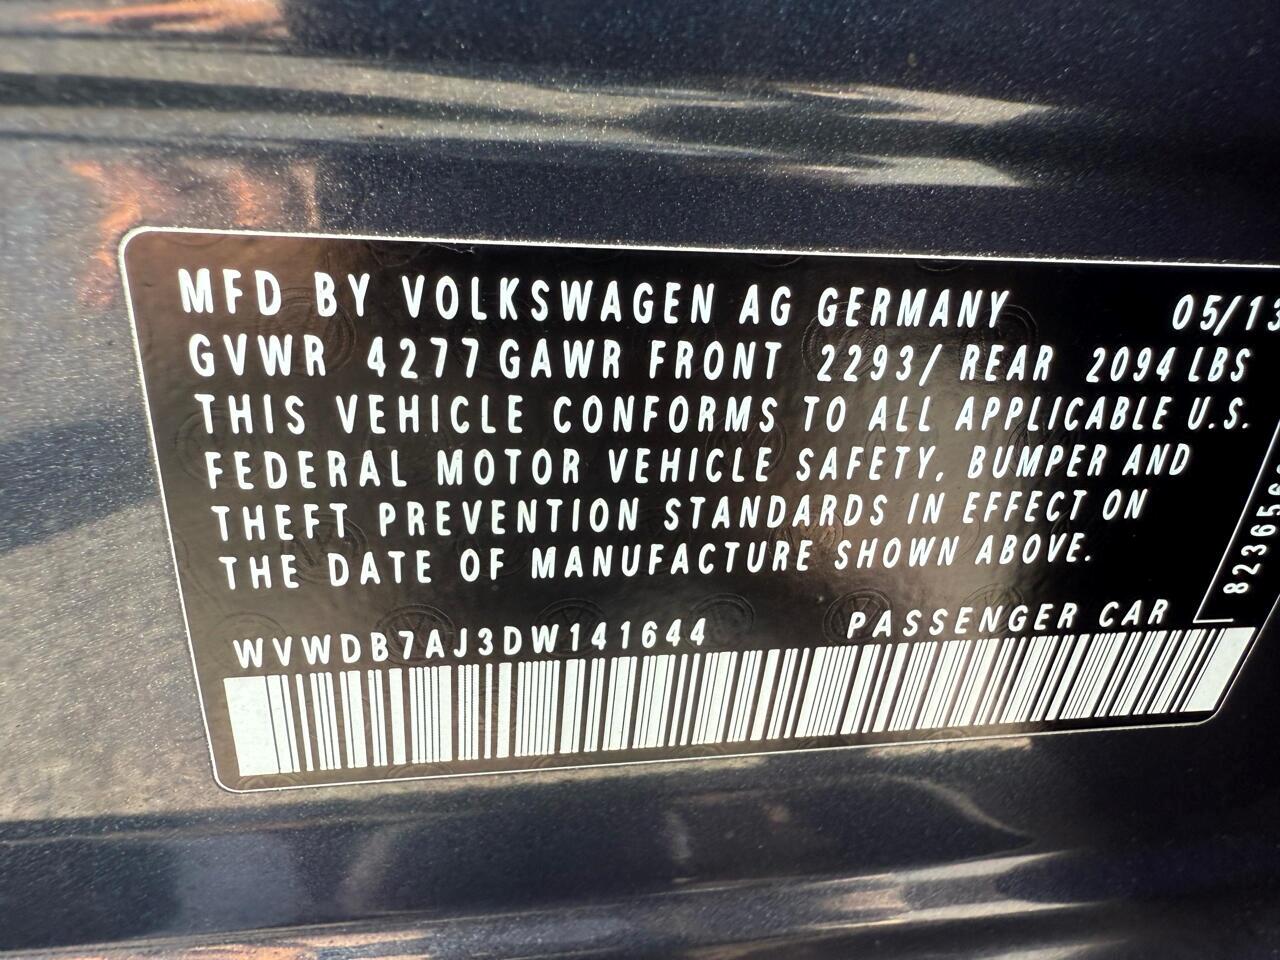 MFD BY VOLKSWAGEN AG GERMANY 05/13
GVWR 4277 GAWR FRONT 2293/ REAR 2094 LBS
THIS VEHICLE CONFORMS TO ALL APPLICABLE U.S.
FEDERAL MOTOR VEHICLE SAFETY, BUMPER AND
THEFT PREVENTION STANDARDS IN EFFECT ON
THE DATE OF MANUFACTURE SHOWN ABOVE.
WVWDB7AJ3DW141644 PASSENGER CAR